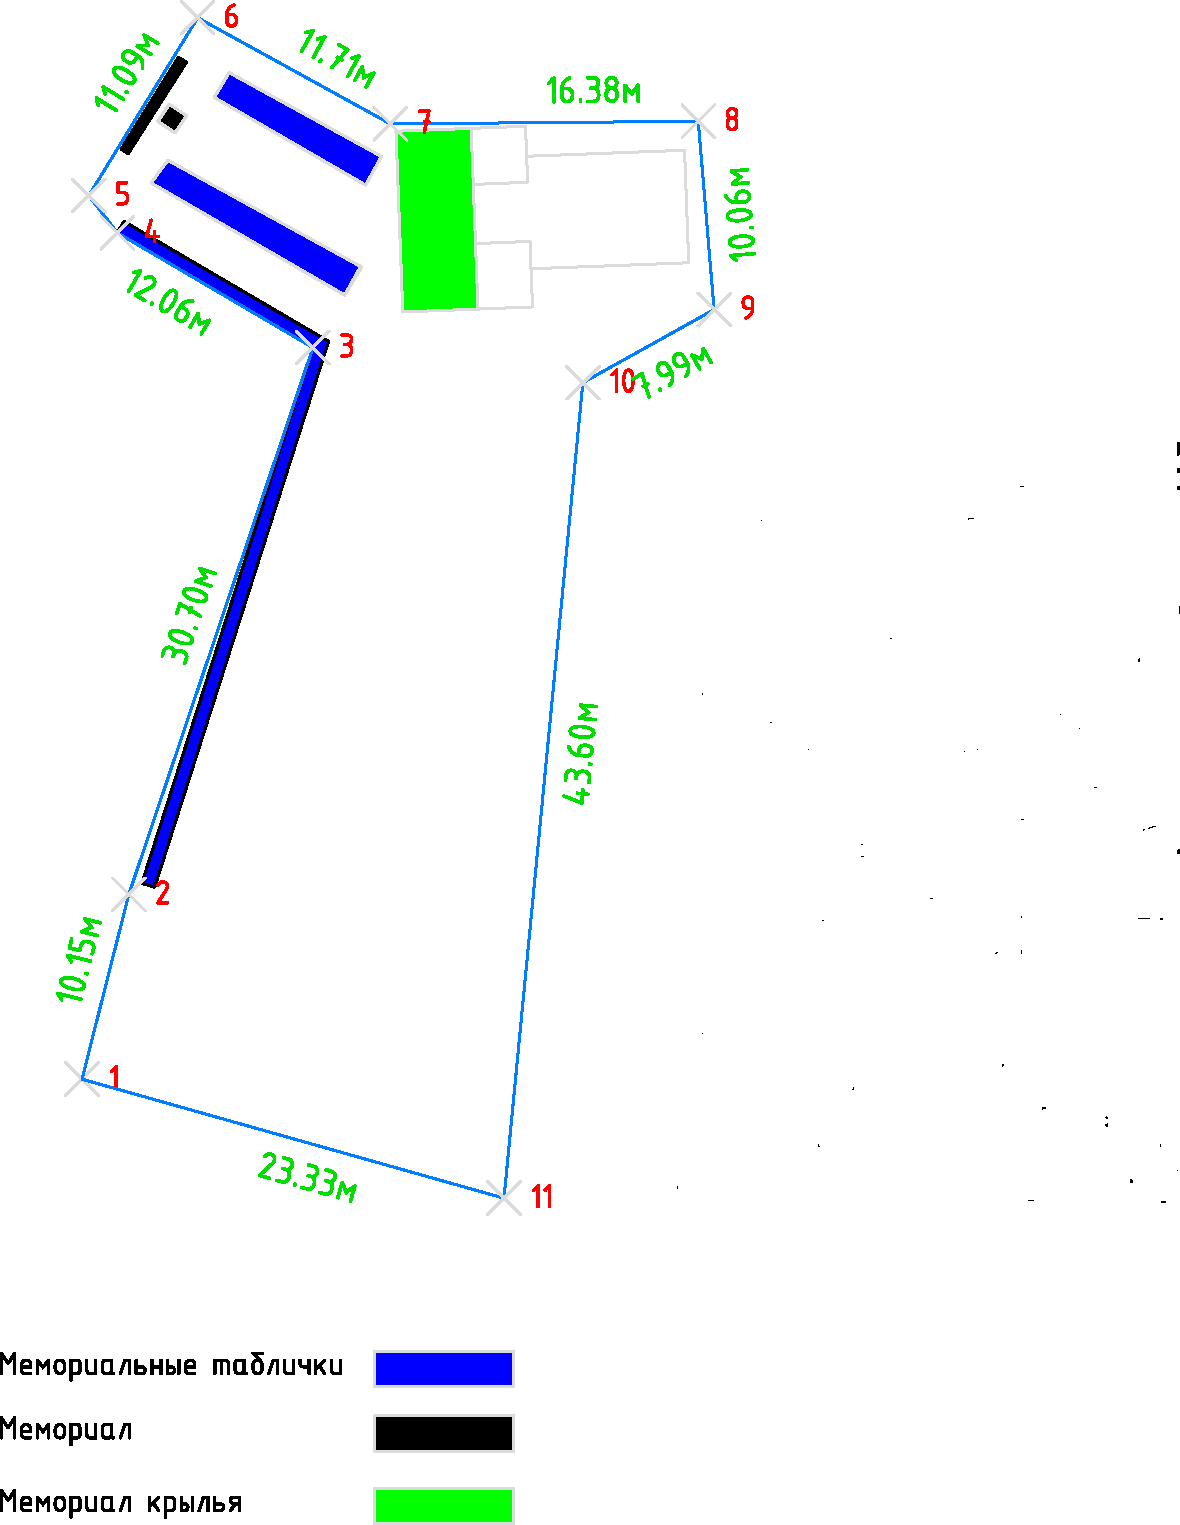 6
11.09м
11.71м
16.38м
7
8
5
4
10.06м
12.06м
9
3
10
7.99м
30.70м
43.60м
2
10.15м
1
23.33м
11
Мемориальные таблички
Мемориал
Мемориал крылья